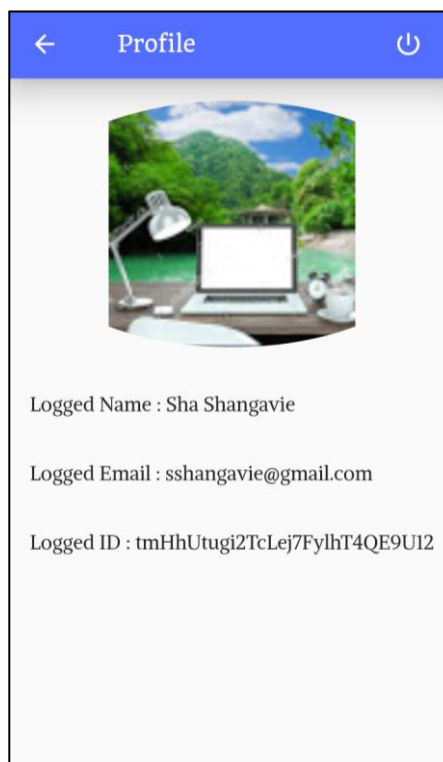 Profile
Logged Name : Sha Shangavie
Logged Email : sshangavie@gmail.com
Logged ID : tmHhUtugi2TcLej7FylhT4QE9U12